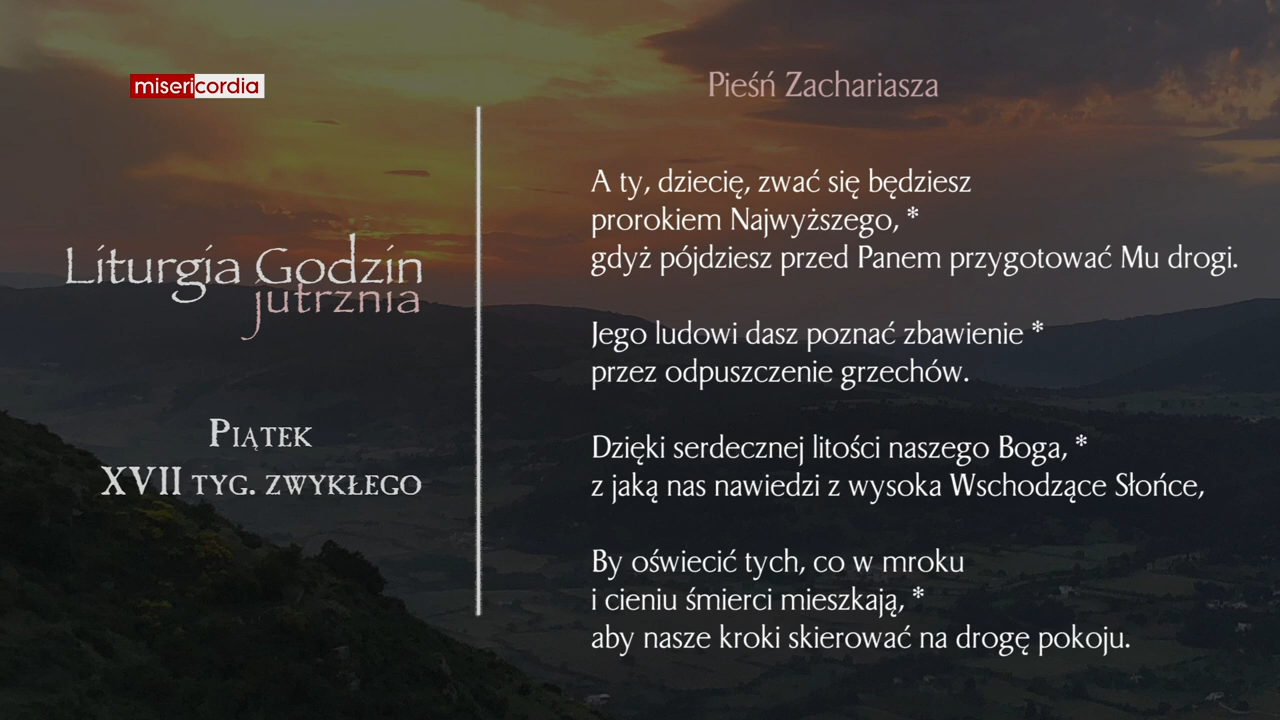 misericordia
Liturgia Godzin
jutrznia
Piątek
XVII tyg. zwykłego
Pieśń Zachariasza
A ty, dziecię, zwać się będziesz
prorokiem Najwyższego, *
gdyż pójdziesz przed Panem przygotować Mu drogi.
Jego ludowi dasz poznać zbawienie *
przez odpuszczenie grzechów.
Dzięki serdecznej litości naszego Boga, *
z jaką nas nawiedzi z wysoka Wschodzące Słońce,
By oświecić tych, co w mroku
i cieniu śmierci mieszkają, *
aby nasze kroki skierować na drogę pokoju.